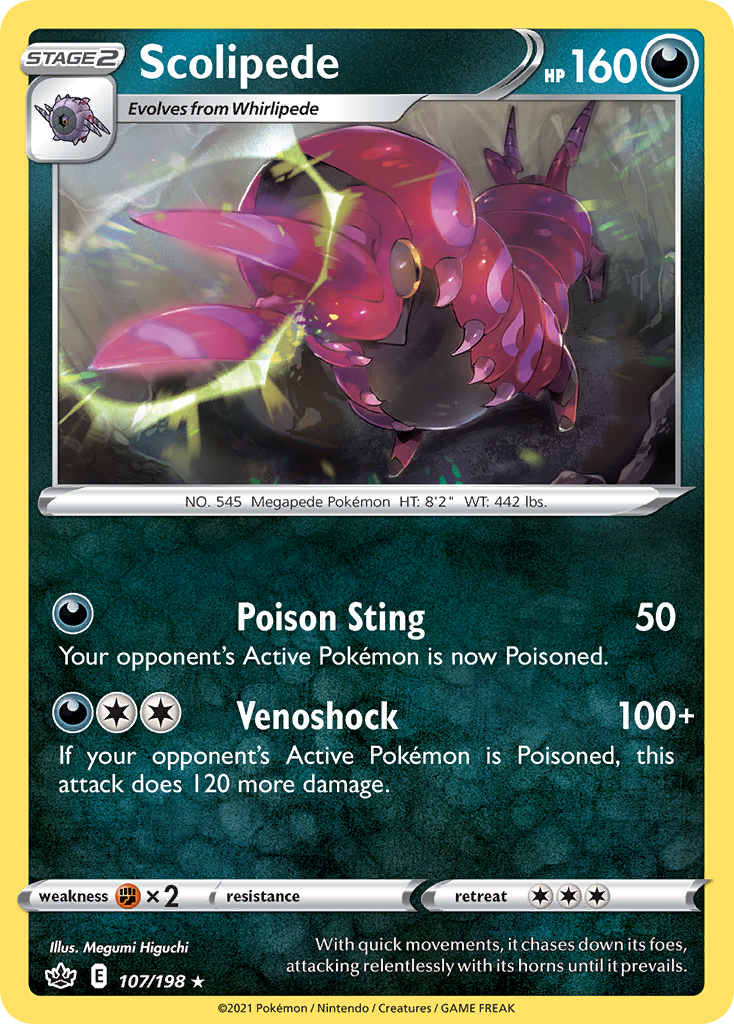 STAGE 2
Scolipede
HP 160
Evolves from Whirlipede
NO. 545 Megapede Pokémon HT: 8'2" WT: 442 lbs.
Poison Sting 50
Your opponent's Active Pokémon is now Poisoned.
Venoshock 100+
If your opponent's Active Pokémon is Poisoned, this
attack does 120 more damage.
weakness ×2 resistance retreat
Illus. Megumi Higuchi
With quick movements, it chases down its foes,
attacking relentlessly with its horns until it prevails.
E 107/198 ★
©2021 Pokémon / Nintendo / Creatures / GAME FREAK